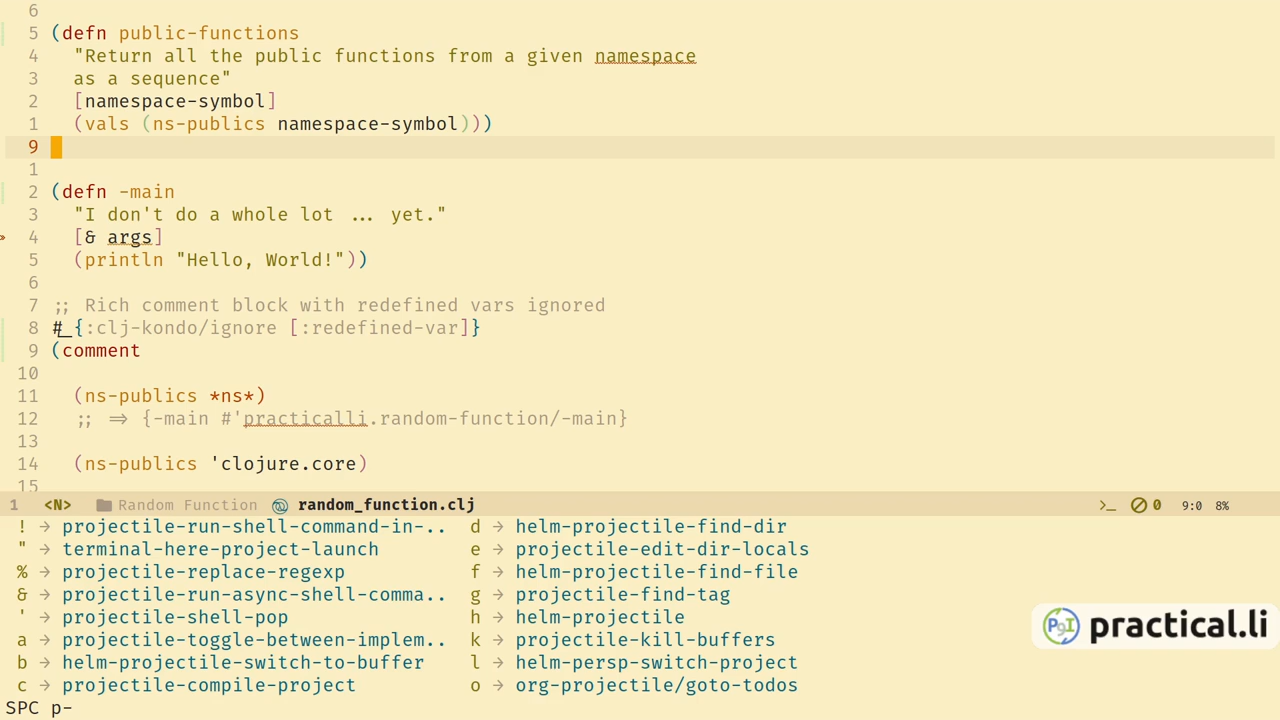 6
5 (defn public-functions
4 "Return all the public functions from a given namespace
3 as a sequence"
2 [namespace-symbol]
1 (vals (ns-publics namespace-symbol)))
9
1
2 (defn -main
3 "I don't do a whole lot ... yet."
4 [& args]
5 (println "Hello, World!"))
6
7 ;; Rich comment block with redefined vars ignored
8 #_{:clj-kondo/ignore [:redefined-var]}
9 (comment
10
11 (ns-publics *ns*)
12 ;; => {-main #'practicalli.random-function/-main}
13
14 (ns-publics 'clojure.core)
15
1 <N> Random Function random_function.clj >_ 0 9:0 8%
! → projectile-run-shell-command-in-.. d → helm-projectile-find-dir
" → terminal-here-project-launch e → projectile-edit-dir-locals
% → projectile-replace-regexp f → helm-projectile-find-file
& → projectile-run-async-shell-comma.. g → projectile-find-tag
' → projectile-shell-pop h → helm-projectile
a → projectile-toggle-between-implem.. k → projectile-kill-buffers
b → helm-projectile-switch-to-buffer l → helm-persp-switch-project
c → projectile-compile-project o → org-projectile/goto-todos
practical.li
SPC p-